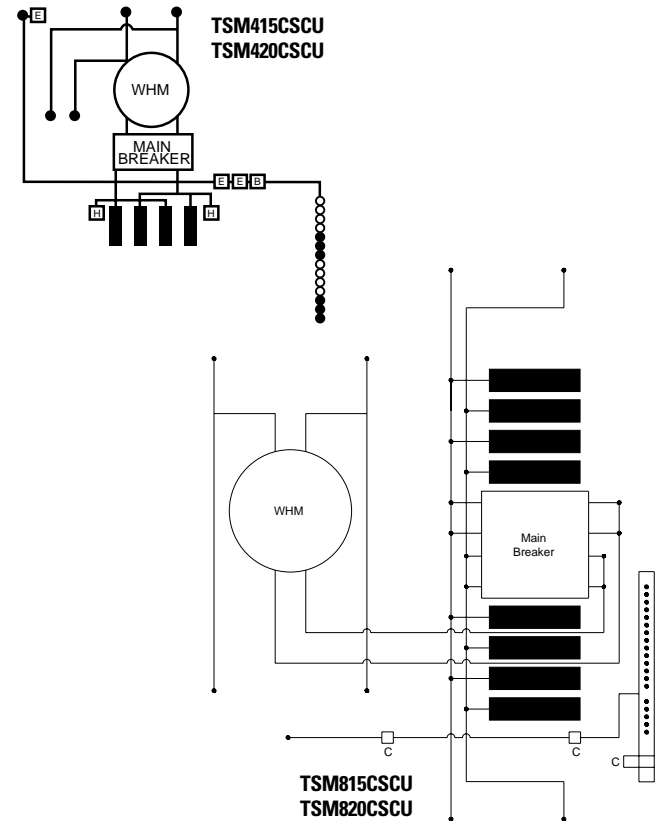 TSM415CSCU
TSM420CSCU
E
WHM
MAIN
BREAKER
E E B
H H
WHM
Main
Breaker
C C
C
TSM815CSCU
TSM820CSCU